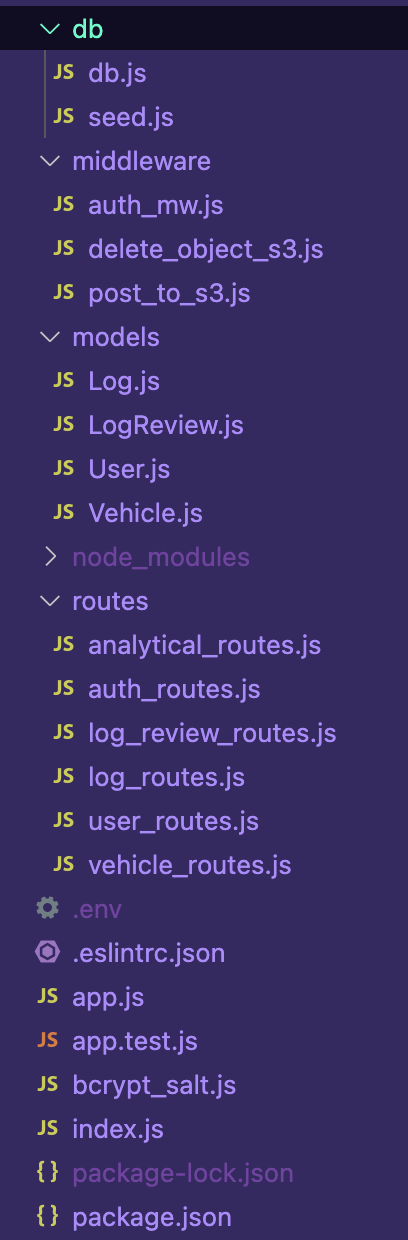 db
JS db.js
JS seed.js
middleware
JS auth_mw.js
JS delete_object_s3.js
JS post_to_s3.js
models
JS Log.js
JS LogReview.js
JS User.js
JS Vehicle.js
node_modules
routes
JS analytical_routes.js
JS auth_routes.js
JS log_review_routes.js
JS log_routes.js
JS user_routes.js
JS vehicle_routes.js
.env
.eslintrc.json
JS app.js
JS app.test.js
JS bcrypt_salt.js
JS index.js
{} package-lock.json
{} package.json